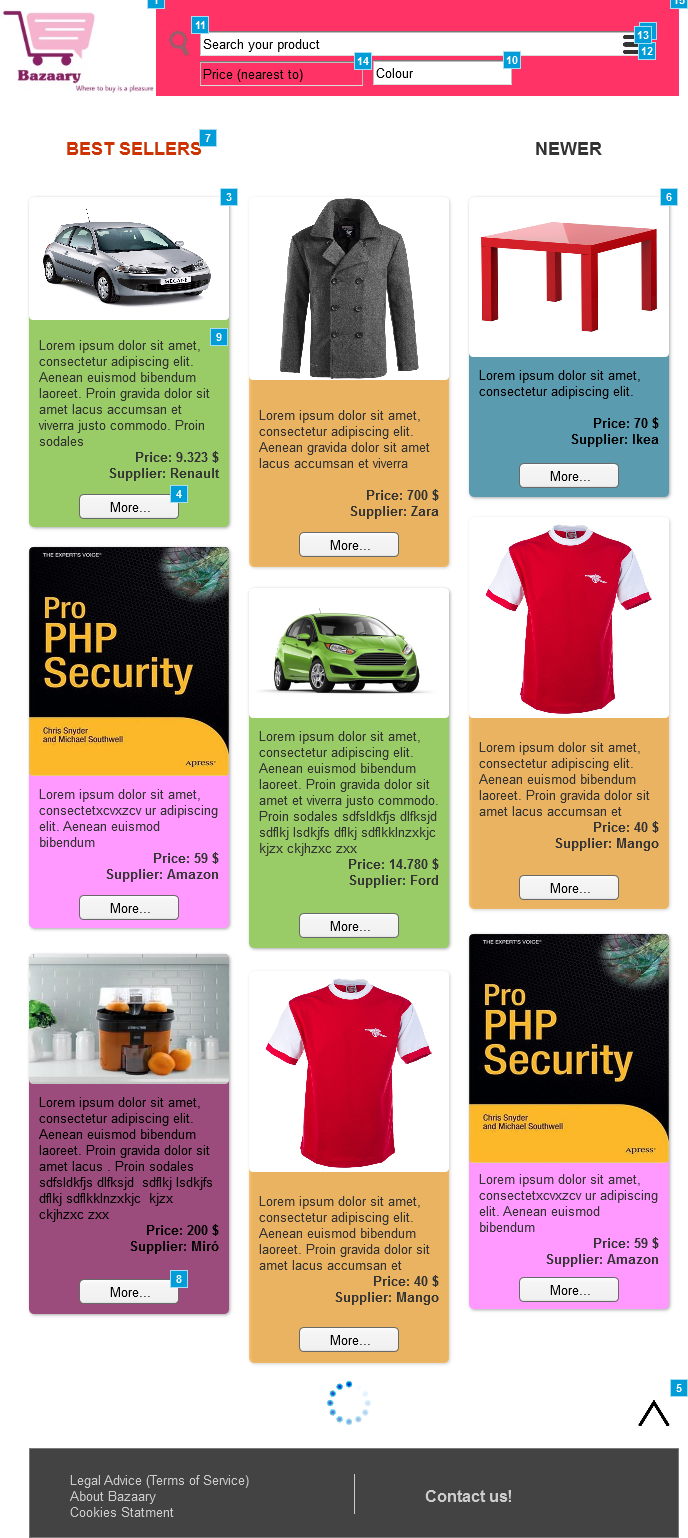 1
15
11
13
12
Search your product
14
10
Price (nearest to)
Colour
Bazaary
Where to buy is a pleasure
7
BEST SELLERS
NEWER
3
MEGANE
9
Lorem ipsum dolor sit amet,
consectetur adipiscing elit.
Aenean euismod bibendum
laoreet. Proin gravida dolor sit
amet lacus accumsan et
viverra justo commodo. Proin
sodales
Price: 9.323 $
Supplier: Renault
4
More...
THE EXPERT'S VOICE®
Pro
PHP
Security
Chris Snyder
and Michael Southwell
Apress®
Lorem ipsum dolor sit amet,
consectetxcvxzcv ur adipiscing
elit. Aenean euismod
bibendum
Price: 59 $
Supplier: Amazon
More...
Lorem ipsum dolor sit amet,
consectetur adipiscing elit.
Aenean euismod bibendum
laoreet. Proin gravida dolor sit
amet lacus . Proin sodales
sdfsldkfjs dlfksjd  sdflkj lsdkjfs
dflkj sdflkklnzxkjc  kjzx
ckjhzxc zxx
Price: 200 $
Supplier: Miró
8
More...
Lorem ipsum dolor sit amet,
consectetur adipiscing elit.
Aenean gravida dolor sit amet
lacus accumsan et viverra
Price: 700 $
Supplier: Zara
More...
Lorem ipsum dolor sit amet,
consectetur adipiscing elit.
Aenean euismod bibendum
laoreet. Proin gravida dolor sit
amet et viverra justo commodo.
Proin sodales sdfsldkfjs dlfksjd
sdflkj lsdkjfs dflkj sdflkklnzxkjc
kjzx ckjhzxc zxx
Price: 14.780 $
Supplier: Ford
More...
Lorem ipsum dolor sit amet,
consectetur adipiscing elit.
Aenean euismod bibendum
laoreet. Proin gravida dolor sit
amet lacus accumsan et
Price: 40 $
Supplier: Mango
More...
6
Lorem ipsum dolor sit amet,
consectetur adipiscing elit.
Price: 70 $
Supplier: Ikea
More...
Lorem ipsum dolor sit amet,
consectetur adipiscing elit.
Aenean euismod bibendum
laoreet. Proin gravida dolor sit
amet lacus accumsan et
Price: 40 $
Supplier: Mango
More...
THE EXPERT'S VOICE®
Pro
PHP
Security
Chris Snyder
and Michael Southwell
Apress®
Lorem ipsum dolor sit amet,
consectetxcvxzcv ur adipiscing
elit. Aenean euismod
bibendum
Price: 59 $
Supplier: Amazon
More...
5
Legal Advice (Terms of Service)
About Bazaary
Cookies Statment
Contact us!